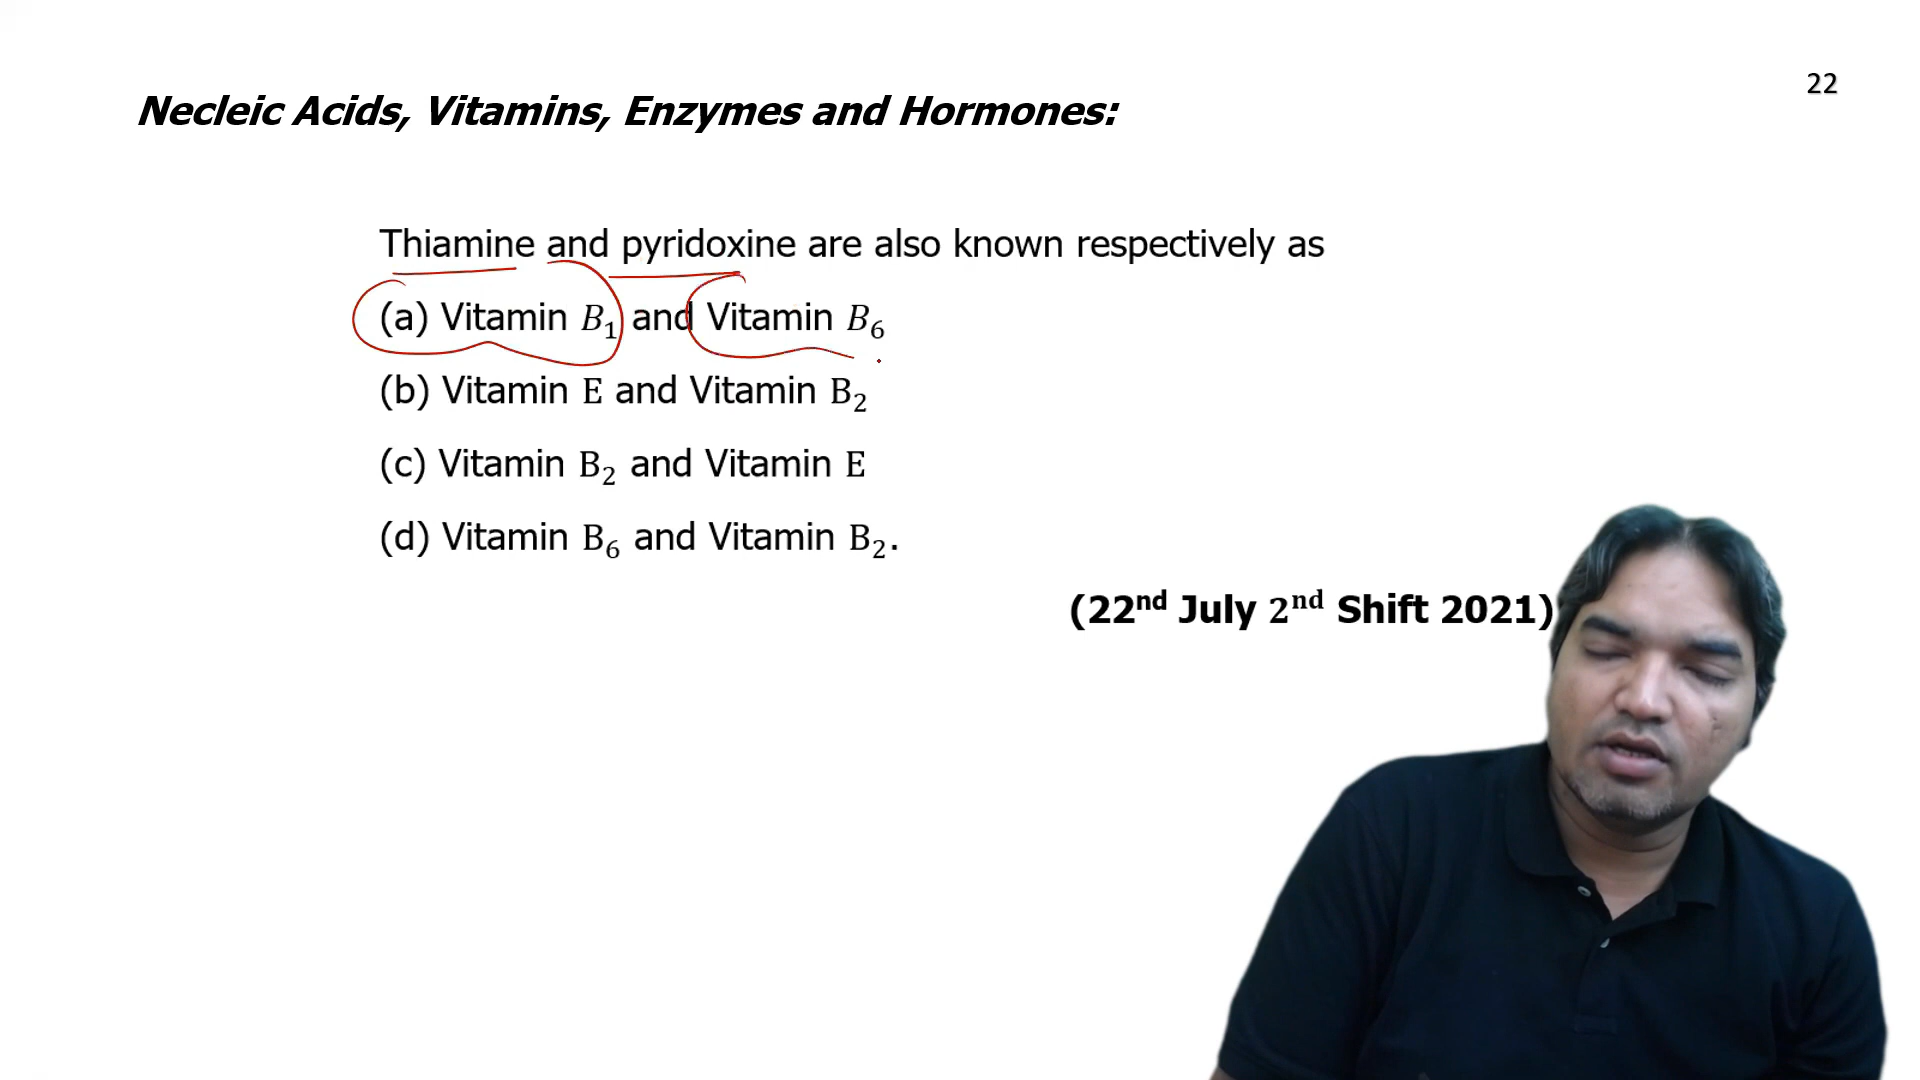 22
Necleic Acids, Vitamins, Enzymes and Hormones:
Thiamine and pyridoxine are also known respectively as
(a) Vitamin B₁ and Vitamin B₆
(b) Vitamin E and Vitamin B₂
(c) Vitamin B₂ and Vitamin E
(d) Vitamin B₆ and Vitamin B₂.
(22ⁿᵈ July 2ⁿᵈ Shift 2021)